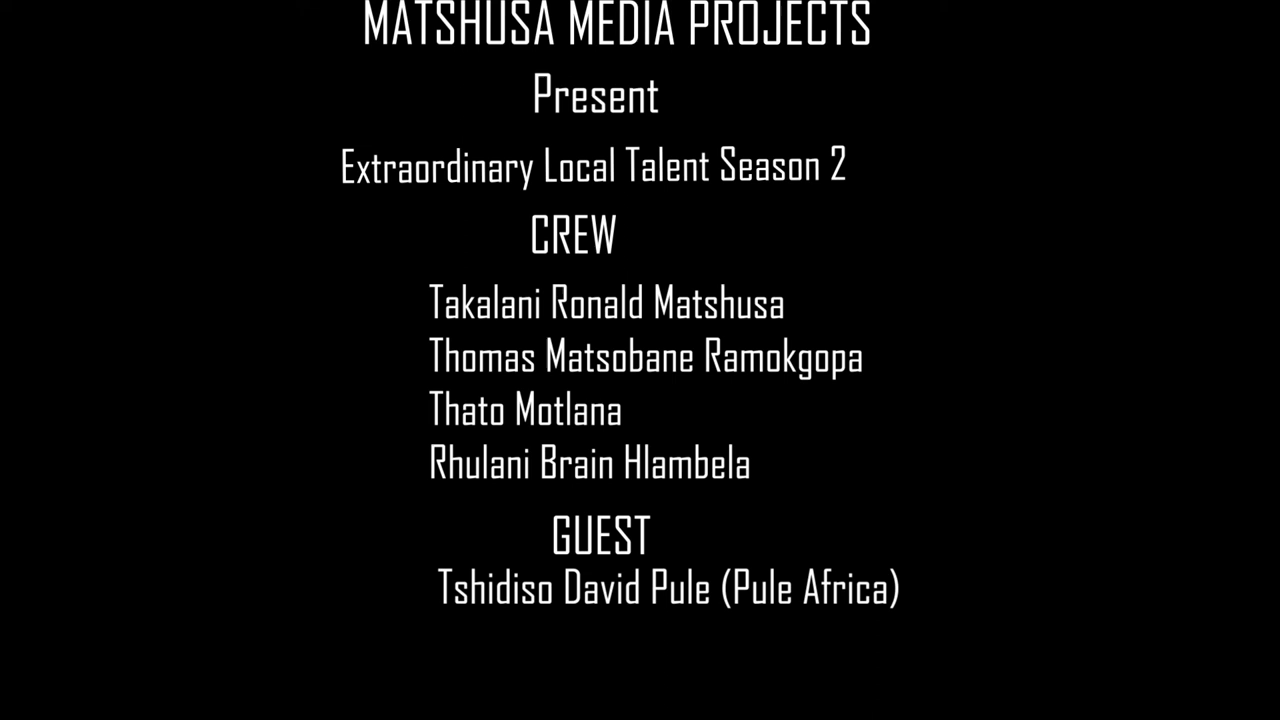 MATSHUSA MEDIA PROJECTS
Present
Extraordinary Local Talent Season 2
CREW
Takalani Ronald Matshusa
Thomas Matsobane Ramokgopa
Thato Motlana
Rhulani Brain Hlambela
GUEST
Tshidiso David Pule (Pule Africa)